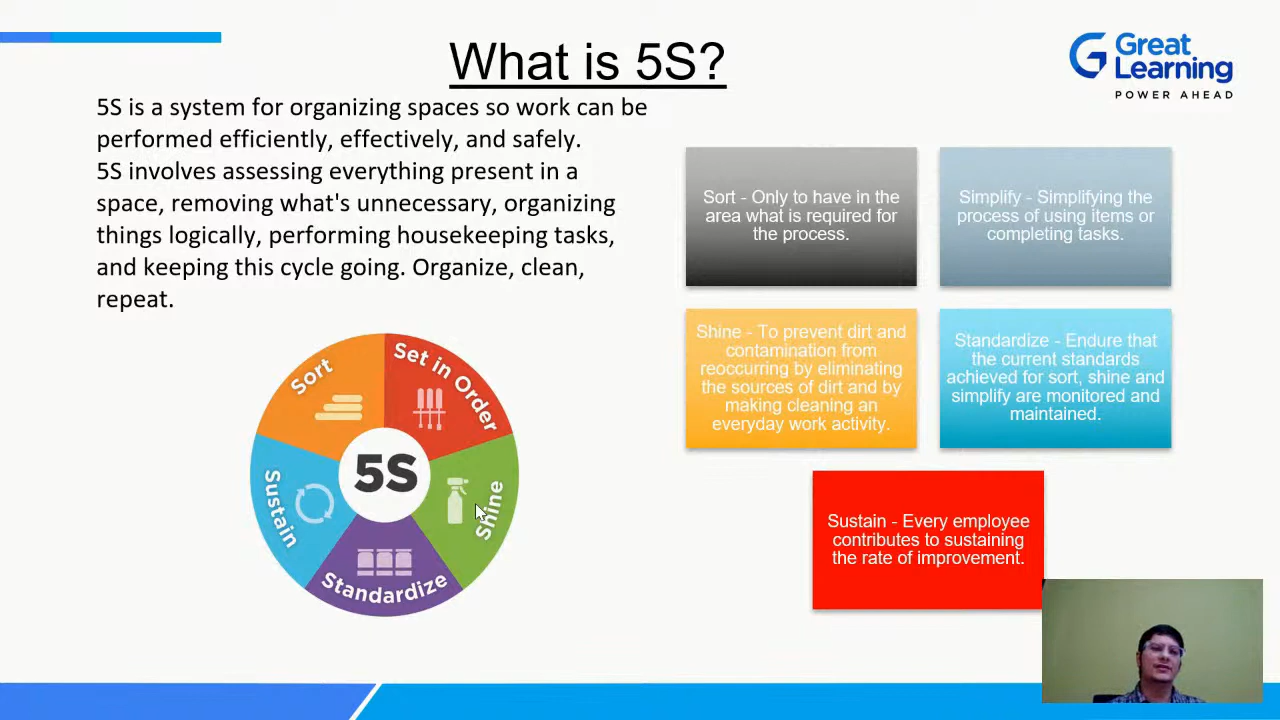 What is 5S?
Great
Learning
POWER AHEAD
5S is a system for organizing spaces so work can be
performed efficiently, effectively, and safely.
5S involves assessing everything present in a
space, removing what's unnecessary, organizing
things logically, performing housekeeping tasks,
and keeping this cycle going. Organize, clean,
repeat.
Sort - Only to have in the
area what is required for
the process.
Simplify - Simplifying the
process of using items or
completing tasks.
Shine - To prevent dirt and
contamination from
reoccurring by eliminating
the sources of dirt and by
making cleaning an
everyday work activity.
Standardize - Endure that
the current standards
achieved for sort, shine and
simplify are monitored and
maintained.
Sustain - Every employee
contributes to sustaining
the rate of improvement.
Sort
Set in Order
Shine
Standardize
Sustain
5S